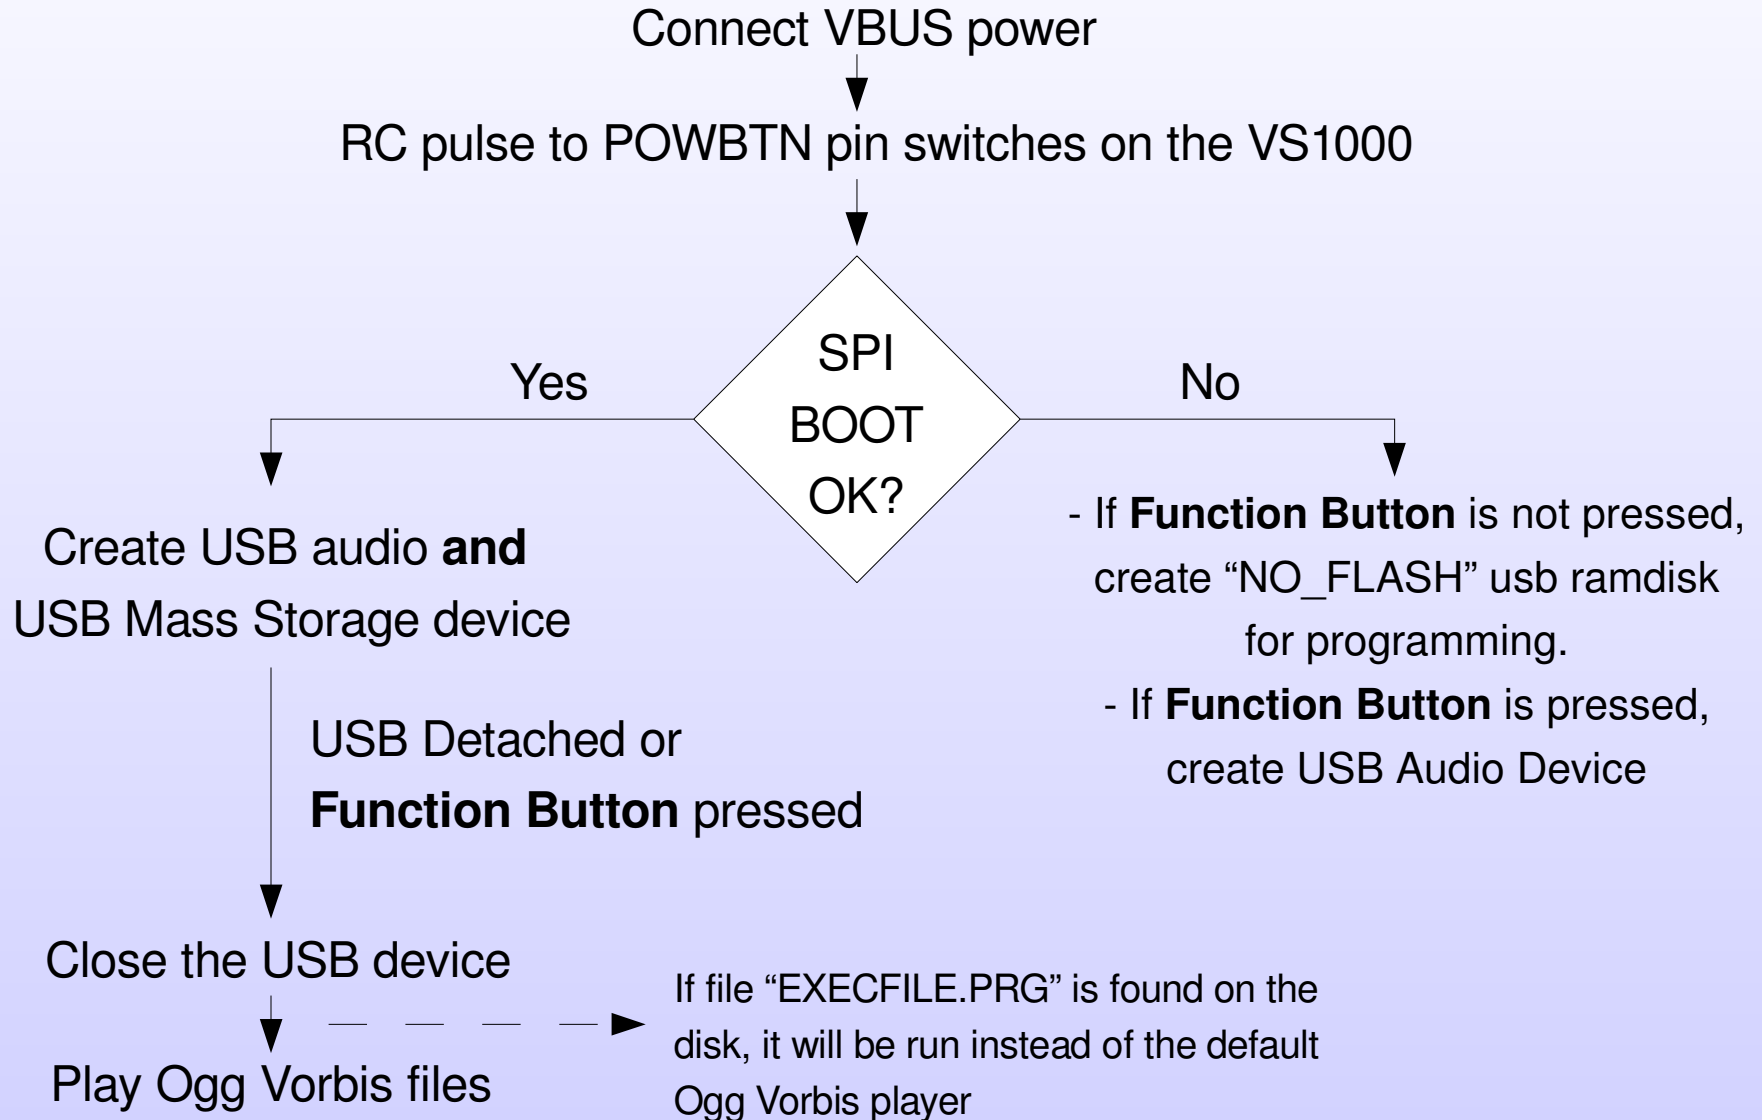 Connect VBUS power
RC pulse to POWBTN pin switches on the VS1000
SPI
BOOT
OK?
Yes
No
Create USB audio and
USB Mass Storage device
- If Function Button is not pressed,
create “NO_FLASH” usb ramdisk
for programming.
- If Function Button is pressed,
create USB Audio Device
USB Detached or
Function Button pressed
Close the USB device
Play Ogg Vorbis files
If file “EXECFILE.PRG” is found on the
disk, it will be run instead of the default
Ogg Vorbis player